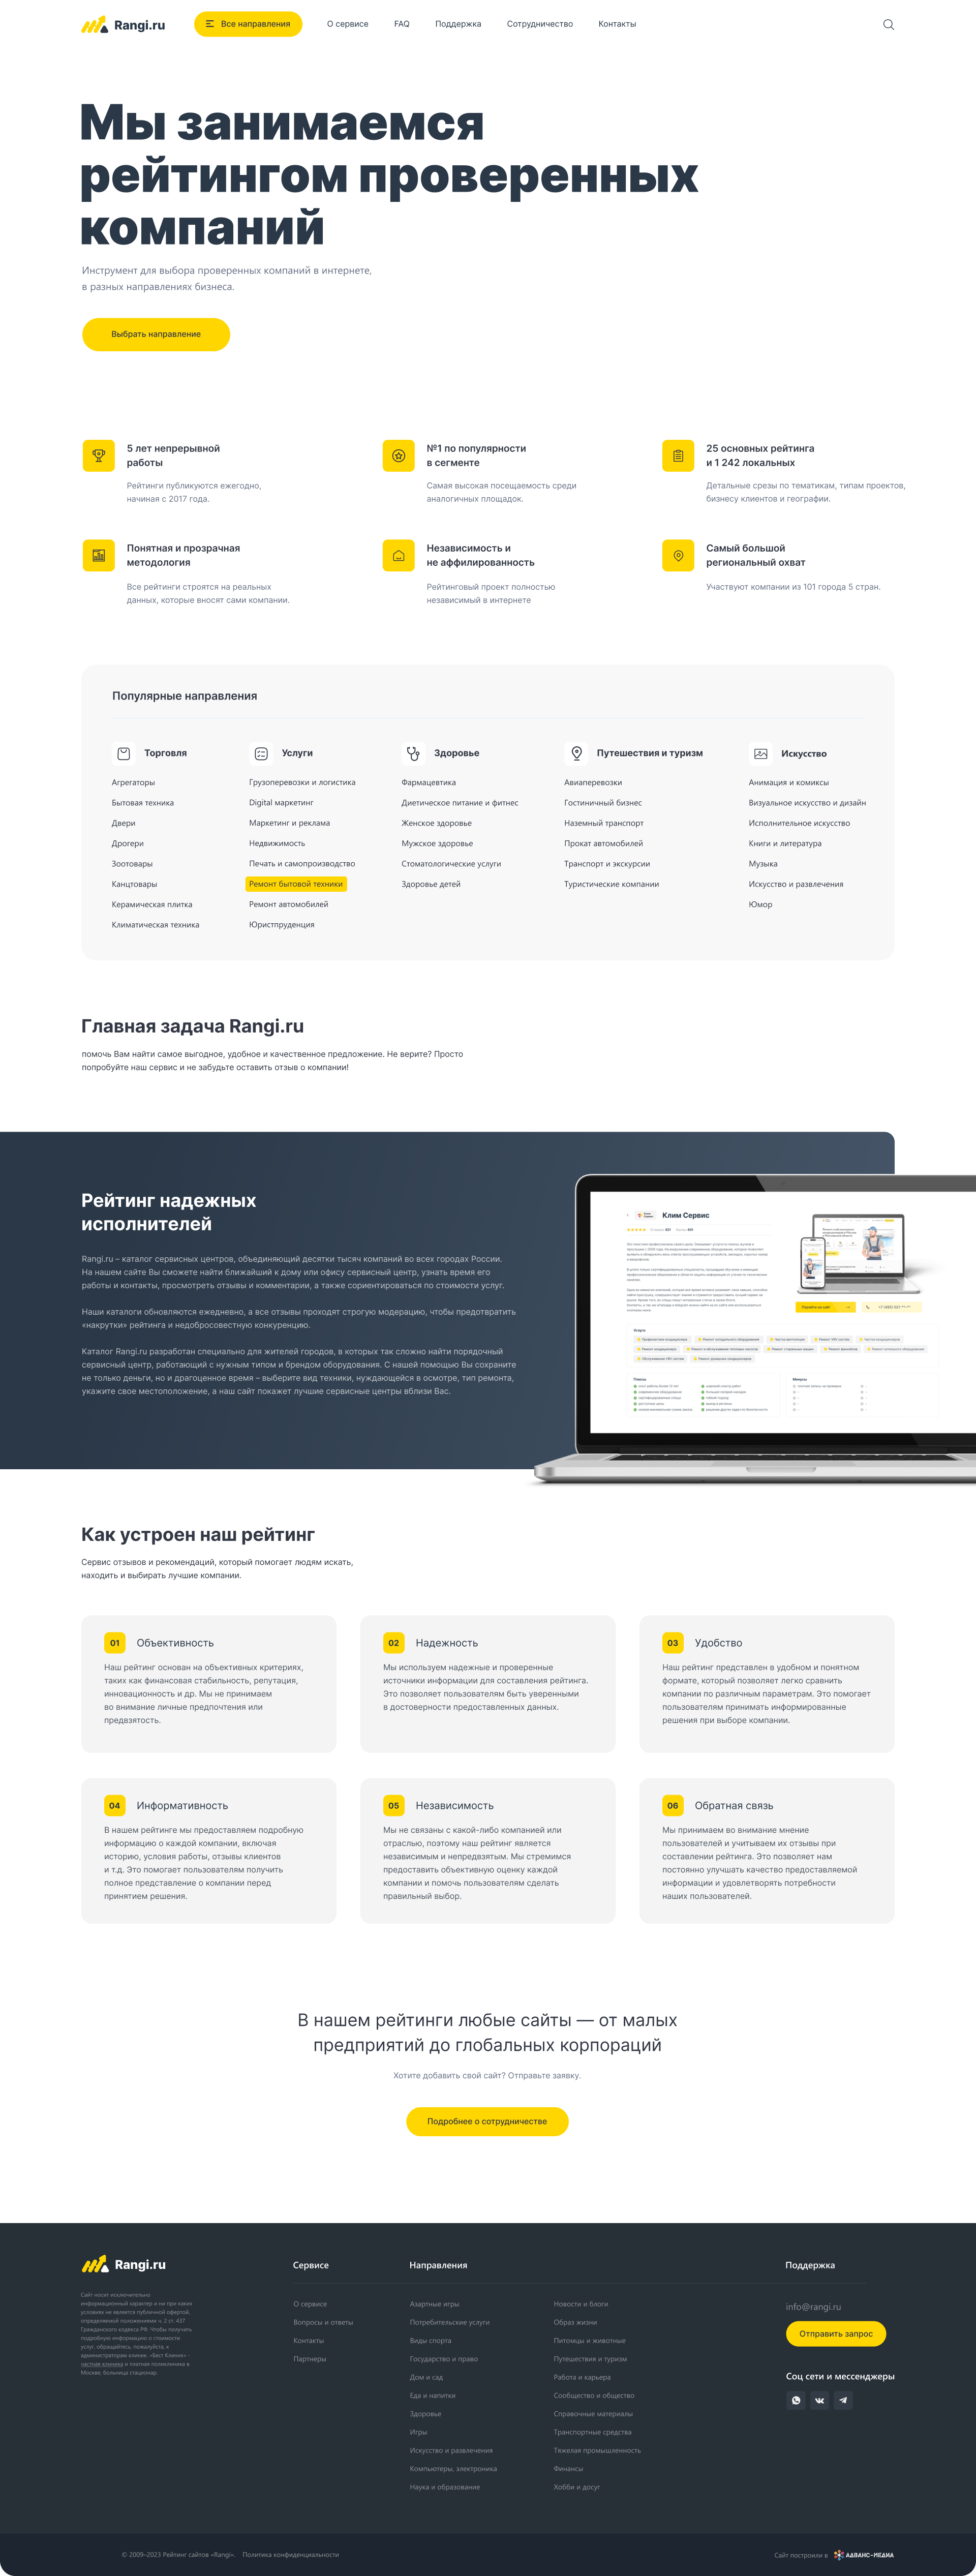 Rangi.ru
Все направления
О сервисе
FAQ
Поддержка
Сотрудничество
Контакты
Мы занимаемся
рейтингом проверенных
компаний
Инструмент для выбора проверенных компаний в интернете,
в разных направлениях бизнеса.
Выбрать направление
5 лет непрерывной
работы
Рейтинги публикуются ежегодно,
начиная с 2017 года.
№1 по популярности
в сегменте
Самая высокая посещаемость среди
аналогичных площадок.
25 основных рейтинга
и 1 242 локальных
Детальные срезы по тематикам, типам проектов,
бизнесу клиентов и географии.
Понятная и прозрачная
методология
Все рейтинги строятся на реальных
данных, которые вносят сами компании.
Независимость и
не аффилированность
Рейтинговый проект полностью
независимый в интернете
Самый большой
региональный охват
Участвуют компании из 101 города 5 стран.
Популярные направления
Торговля
Агрегаторы
Бытовая техника
Двери
Дрогери
Зоотовары
Канцтовары
Керамическая плитка
Климатическая техника
Услуги
Грузоперевозки и логистика
Digital маркетинг
Маркетинг и реклама
Недвижимость
Печать и самопроизводство
Ремонт бытовой техники
Ремонт автомобилей
Юристпруденция
Здоровье
Фармацевтика
Диетическое питание и фитнес
Женское здоровье
Мужское здоровье
Стоматологические услуги
Здоровье детей
Путешествия и туризм
Авиаперевозки
Гостиничный бизнес
Наземный транспорт
Прокат автомобилей
Транспорт и экскурсии
Туристические компании
Искусство
Анимация и комиксы
Визуальное искусство и дизайн
Исполнительное искусство
Книги и литература
Музыка
Искусство и развлечения
Юмор
Главная задача Rangi.ru
помочь Вам найти самое выгодное, удобное и качественное предложение. Не верите? Просто
попробуйте наш сервис и не забудьте оставить отзыв о компании!
Рейтинг надежных
исполнителей
Rangi.ru – каталог сервисных центров, объединяющий десятки тысяч компаний во всех городах России.
На нашем сайте Вы сможете найти ближайший к дому или офису сервисный центр, узнать время его
работы и контакты, просмотреть отзывы и комментарии, а также сориентироваться по стоимости услуг.
Наши каталоги обновляются ежедневно, а все отзывы проходят строгую модерацию, чтобы предотвратить
«накрутки» рейтинга и недобросовестную конкуренцию.
Каталог Rangi.ru разработан специально для жителей городов, в которых так сложно найти порядочный
сервисный центр, работающий с нужным типом и брендом оборудования. С нашей помощью Вы сохраните
не только деньги, но и драгоценное время – выберите вид техники, нуждающейся в осмотре, тип ремонта,
укажите свое местоположение, а наш сайт покажет лучшие сервисные центры вблизи Вас.
Клим Сервис
Перейти на сайт
Услуги
Плюсы
Минусы
Как устроен наш рейтинг
Сервис отзывов и рекомендаций, который помогает людям искать,
находить и выбирать лучшие компании.
01 Объективность
Наш рейтинг основан на объективных критериях,
таких как финансовая стабильность, репутация,
инновационность и др. Мы не принимаем
во внимание личные предпочтения или
предвзятость.
02 Надежность
Мы используем надежные и проверенные
источники информации для составления рейтинга.
Это позволяет пользователям быть уверенными
в достоверности предоставленных данных.
03 Удобство
Наш рейтинг представлен в удобном и понятном
формате, который позволяет легко сравнить
компании по различным параметрам. Это помогает
пользователям принимать информированные
решения при выборе компании.
04 Информативность
В нашем рейтинге мы предоставляем подробную
информацию о каждой компании, включая
историю, условия работы, отзывы клиентов
и т.д. Это помогает пользователям получить
полное представление о компании перед
принятием решения.
05 Независимость
Мы не связаны с какой-либо компанией или
отраслью, поэтому наш рейтинг является
независимым и непредвзятым. Мы стремимся
предоставить объективную оценку каждой
компании и помочь пользователям сделать
правильный выбор.
06 Обратная связь
Мы принимаем во внимание мнение
пользователей и учитываем их отзывы при
составлении рейтинга. Это позволяет нам
постоянно улучшать качество предоставляемой
информации и удовлетворять потребности
наших пользователей.
В нашем рейтинги любые сайты — от малых
предприятий до глобальных корпораций
Хотите добавить свой сайт? Отправьте заявку.
Подробнее о сотрудничестве
Rangi.ru
Сайт носит исключительно
информационный характер и ни при каких
условиях не является публичной офертой,
определяемой положениями ч. 2 ст. 437
Гражданского кодекса РФ. Чтобы получить
подробную информацию о стоимости
услуг, обращайтесь, пожалуйста, к
администраторам клиник. «Бест Клиник» -
частная клиника и платная поликлиника в
Москве, больница стационар.
Сервисе
О сервисе
Вопросы и ответы
Контакты
Партнеры
Направления
Азартные игры
Потребительские услуги
Виды спорта
Государство и право
Дом и сад
Еда и напитки
Здоровье
Игры
Искусство и развлечения
Компьютеры, электроника
Наука и образование
Новости и блоги
Образ жизни
Питомцы и животные
Путешествия и туризм
Работа и карьера
Сообщество и общество
Справочные материалы
Транспортные средства
Тяжелая промышленность
Финансы
Хобби и досуг
Поддержка
info@rangi.ru
Отправить запрос
Соц сети и мессенджеры
© 2009–2023 Рейтинг сайтов «Rangi».
Политика конфиденциальности
Сайт построили в АДВАНС-МЕДИА